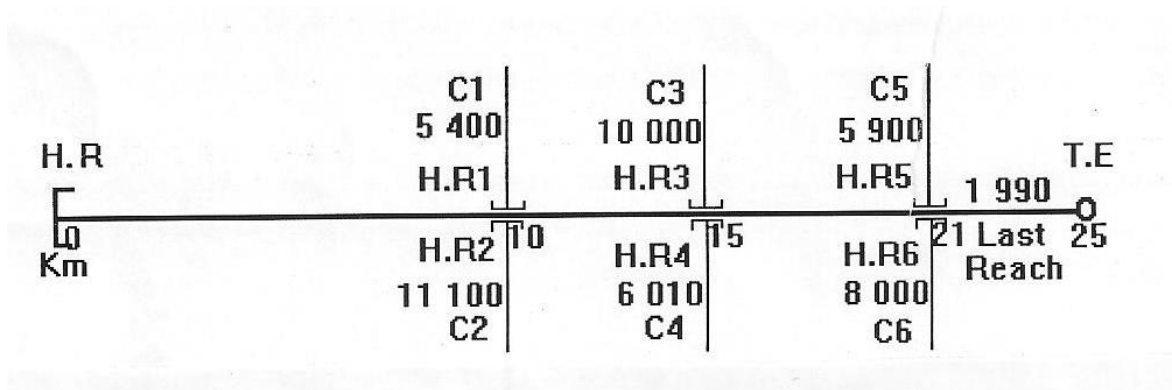 C1
5 400
H.R1
C3
10 000
H.R3
C5
5 900
H.R5
H.R
T.E
1 990
0
Km
10
15
21 Last
Reach
25
H.R2
11 100
C2
H.R4
6 010
C4
H.R6
8 000
C6